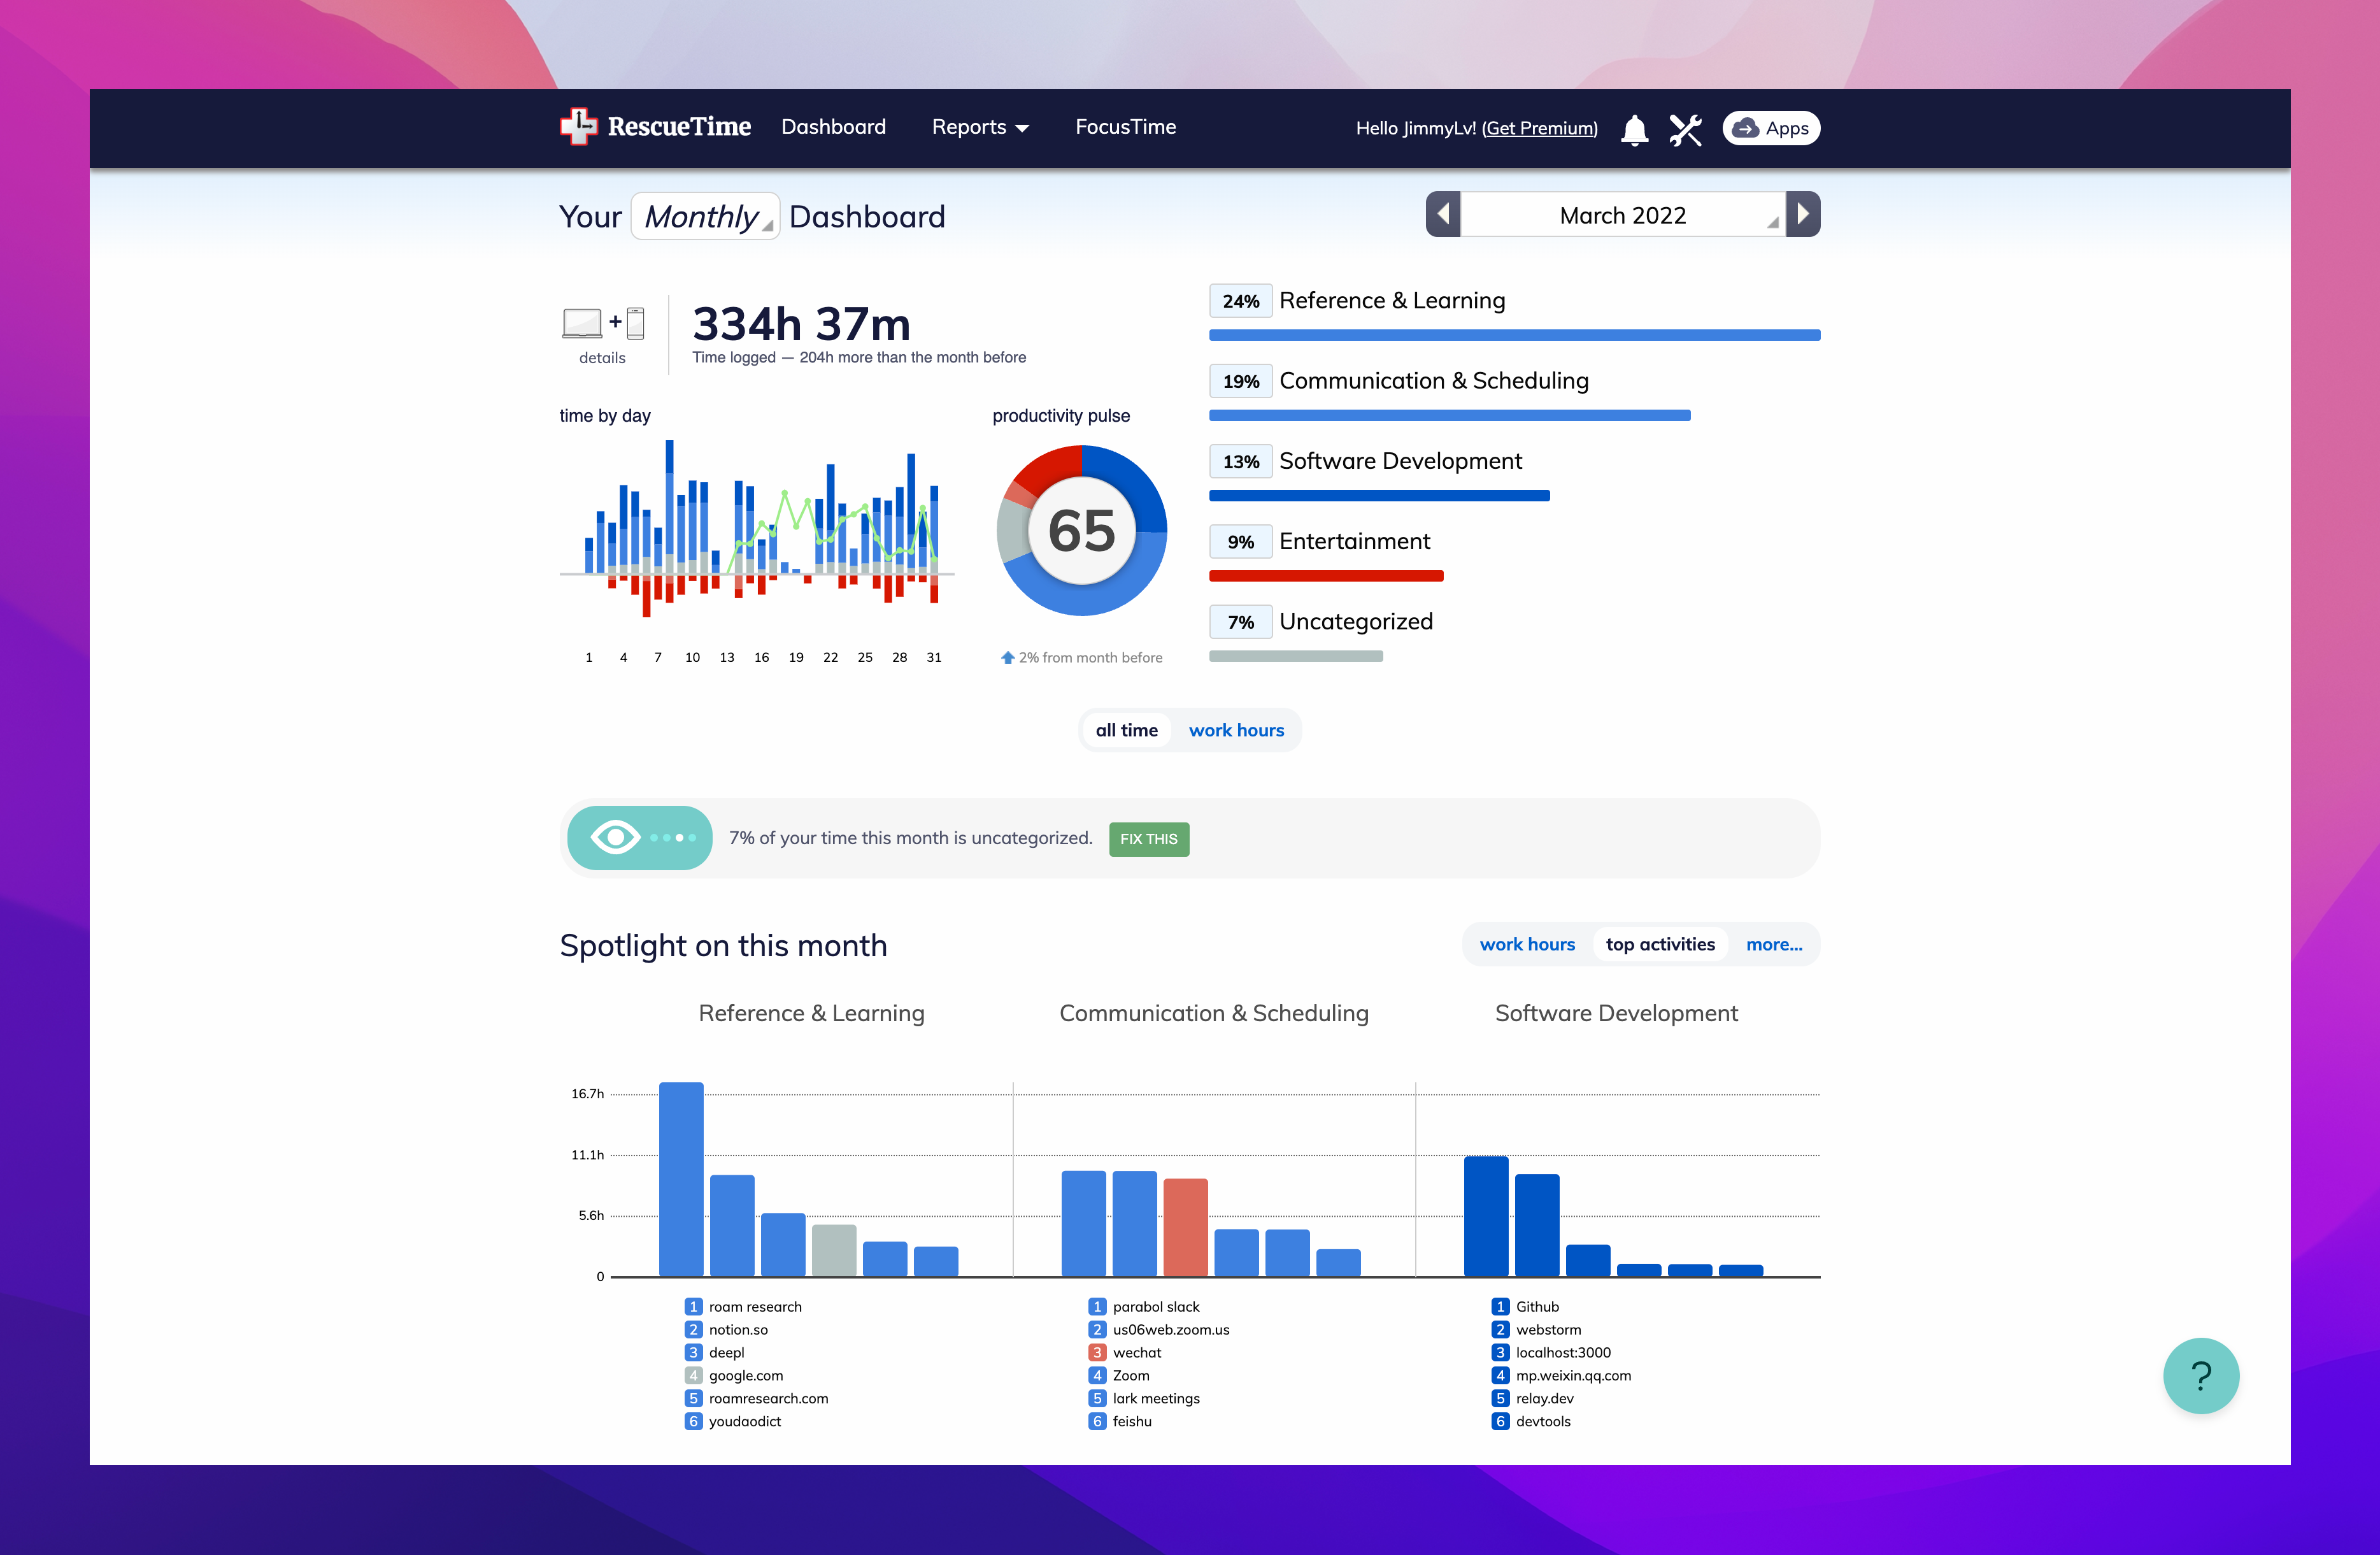 RescueTime Dashboard Reports FocusTime Hello JimmyLv! (Get Premium) Apps
Your Monthly Dashboard
March 2022
+
details
334h 37m
Time logged — 204h more than the month before
time by day
1 4 7 10 13 16 19 22 25 28 31
productivity pulse
65
2% from month before
24% Reference & Learning
19% Communication & Scheduling
13% Software Development
9% Entertainment
7% Uncategorized
all time work hours
7% of your time this month is uncategorized. FIX THIS
Spotlight on this month
work hours top activities more...
Reference & Learning Communication & Scheduling Software Development
16.7h
11.1h
5.6h
0
1 roam research
2 notion.so
3 deepl
4 google.com
5 roamresearch.com
6 youdaodict
1 parabol slack
2 us06web.zoom.us
3 wechat
4 Zoom
5 lark meetings
6 feishu
1 Github
2 webstorm
3 localhost:3000
4 mp.weixin.qq.com
5 relay.dev
6 devtools
?